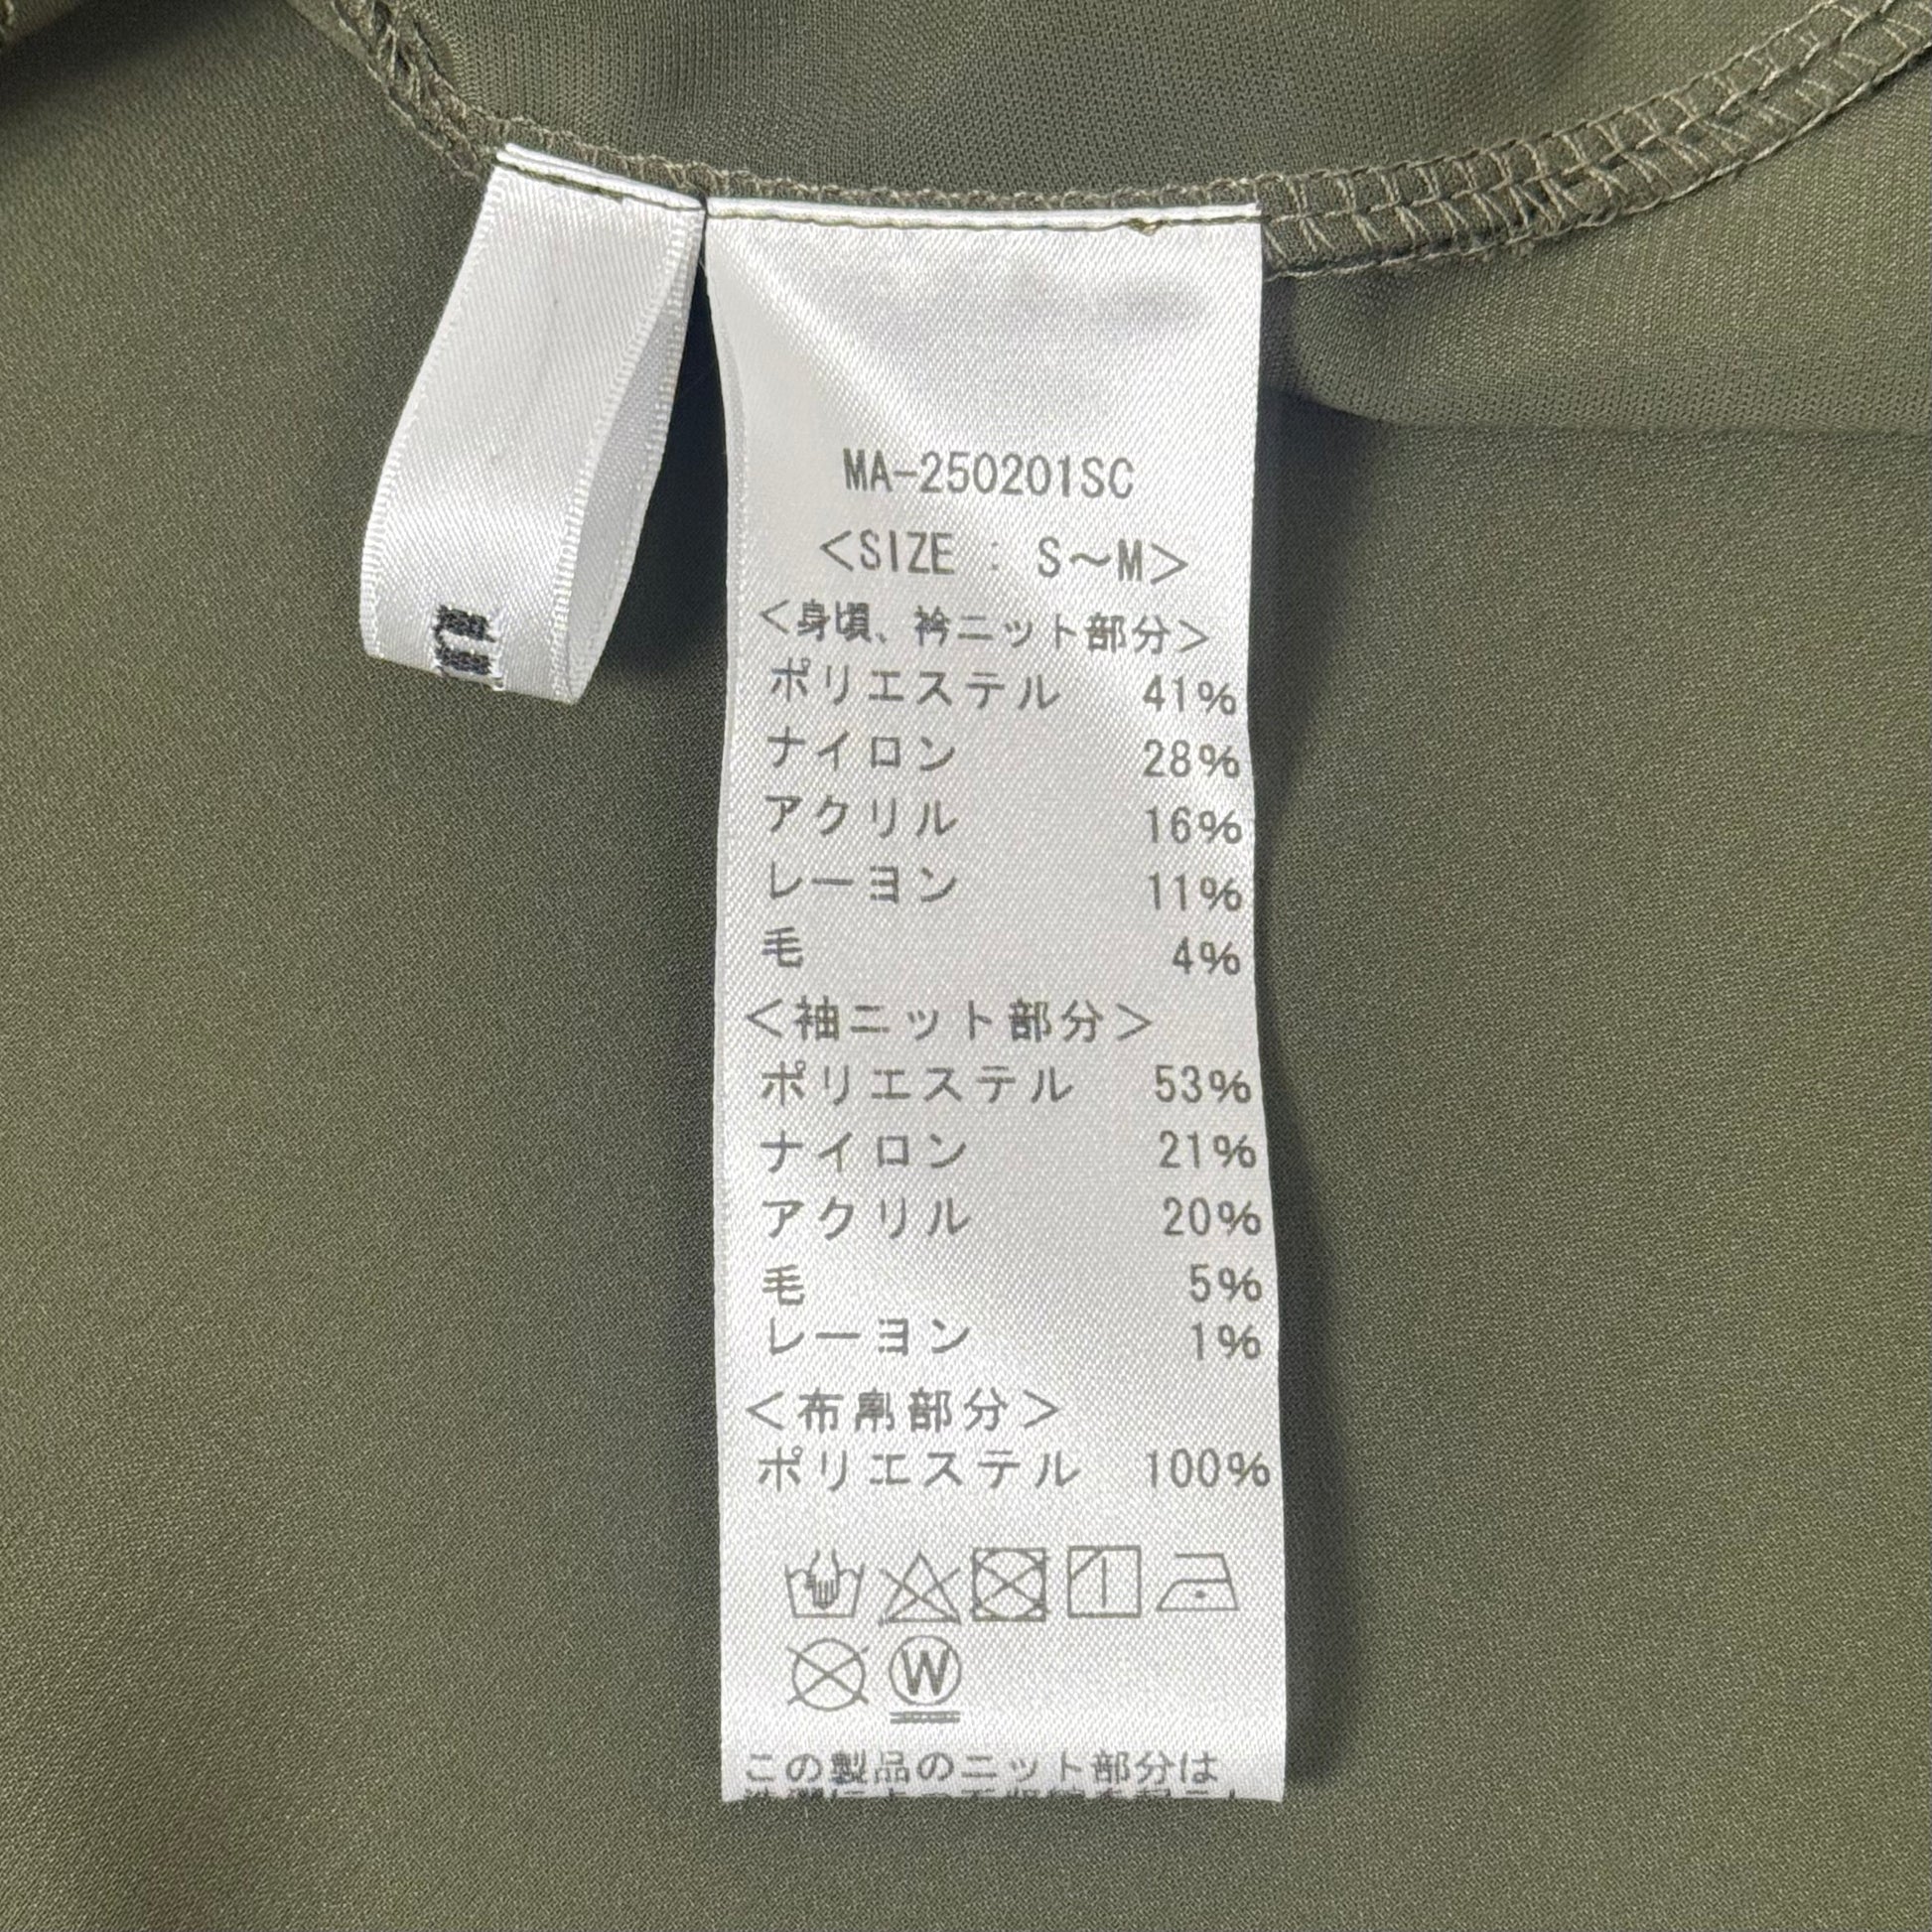 MA-250201SC
<SIZE : S～M>
<身頃、衿ニット部分>
ポリエステル 41%
ナイロン 28%
アクリル 16%
レーヨン 11%
毛 4%
<袖ニット部分>
ポリエステル 53%
ナイロン 21%
アクリル 20%
毛 5%
レーヨン 1%
<布帛部分>
ポリエステル 100%
W
この製品のニット部分は